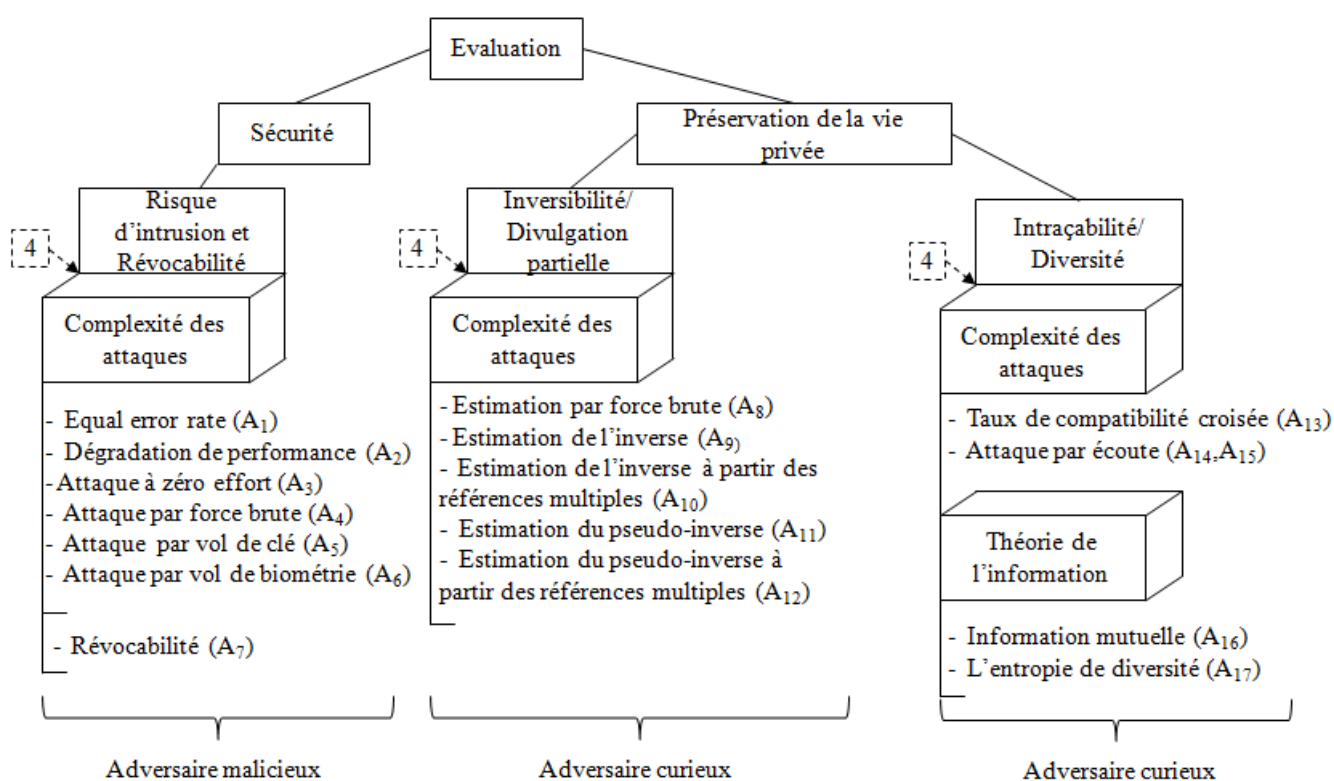 Evaluation
Sécurité
Préservation de la vie
privée
Risque
d'intrusion et
Révocabilité
4
Complexité des
attaques
- Equal error rate (A1)
- Dégradation de performance (A2)
-Attaque à zéro effort (A3)
- Attaque par force brute (A4)
- Attaque par vol de clé (A5)
- Attaque par vol de biométrie (A6)
- Révocabilité (A7)
Adversaire malicieux
Inversibilité/
Divulgation
partielle
4
Complexité des
attaques
- Estimation par force brute (A8)
- Estimation de l'inverse (A9)
- Estimation de l'inverse à partir des
références multiples (A10)
- Estimation du pseudo-inverse (A11)
- Estimation du pseudo-inverse à
partir des références multiples (A12)
Adversaire curieux
Intraçabilité/
Diversité
4
Complexité des
attaques
- Taux de compatibilité croisée (A13)
- Attaque par écoute (A14,A15)
Théorie de
l'information
- Information mutuelle (A16)
- L'entropie de diversité (A17)
Adversaire curieux